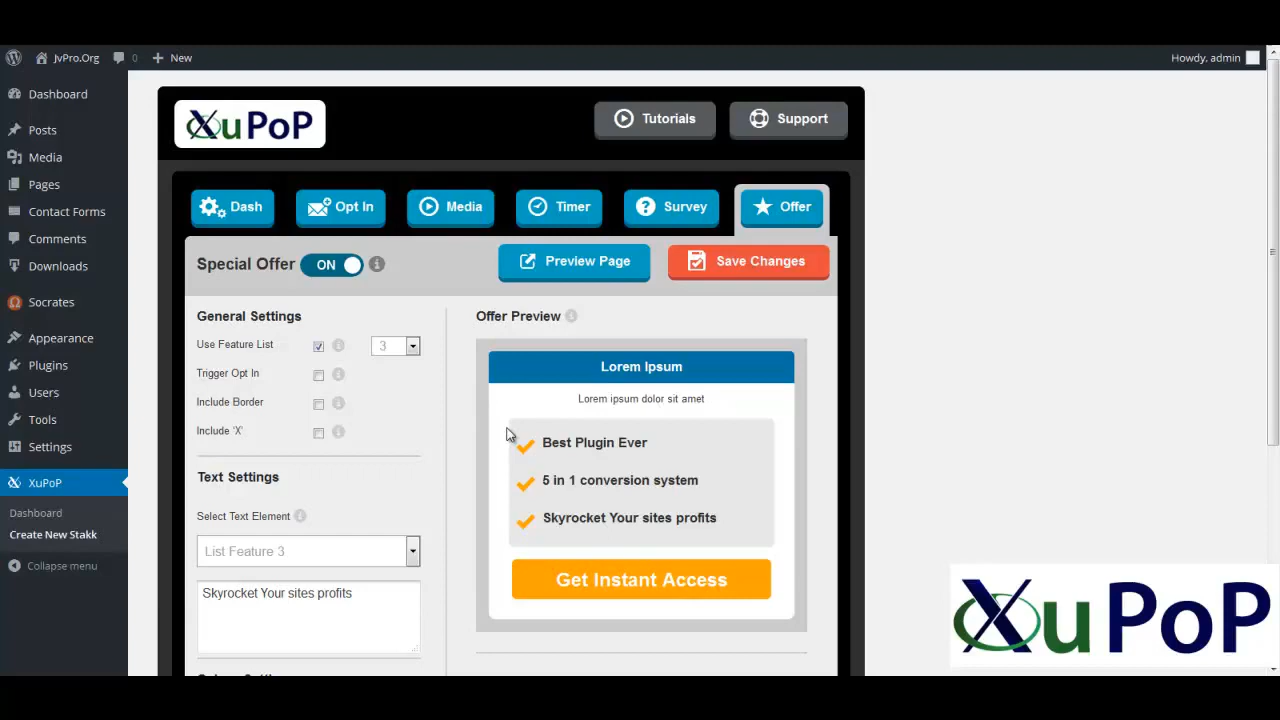 JvPro.Org 0 New Howdy, admin
Dashboard
Posts
Media
Pages
Contact Forms
Comments
Downloads
Socrates
Appearance
Plugins
Users
Tools
Settings
XuPoP
Dashboard
Create New Stakk
Collapse menu
XuPoP
Tutorials Support
Dash Opt In Media Timer Survey Offer
Special Offer ON Preview Page Save Changes
General Settings
Use Feature List 3
Trigger Opt In
Include Border
Include 'X'
Text Settings
Select Text Element
List Feature 3
Skyrocket Your sites profits
Offer Preview
Lorem Ipsum
Lorem ipsum dolor sit amet
Best Plugin Ever
5 in 1 conversion system
Skyrocket Your sites profits
Get Instant Access
XuPoP